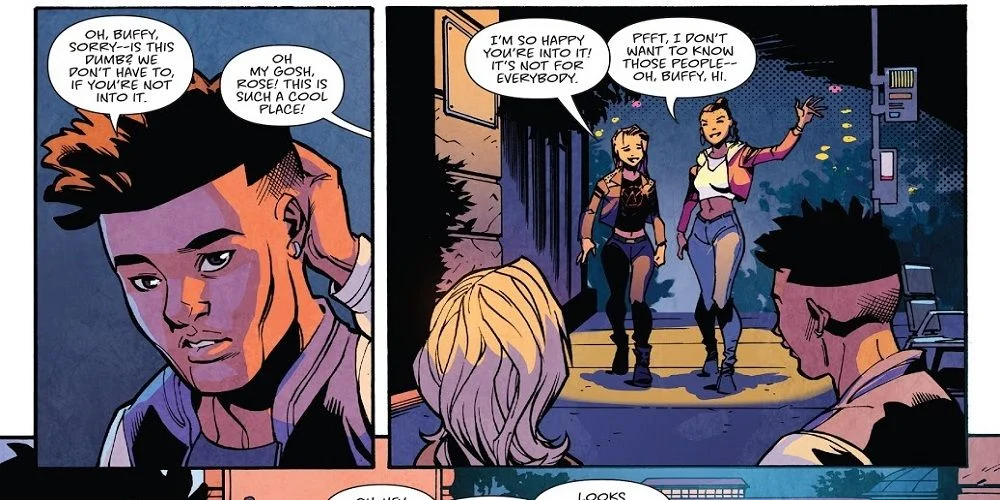 OH, BUFFY,
SORRY--IS THIS
DUMB? WE
DON'T HAVE TO,
IF YOU'RE NOT
INTO IT.
OH
MY GOSH,
ROSE! THIS IS
SUCH A COOL
PLACE!
I'M SO HAPPY
YOU'RE INTO IT!
IT'S NOT FOR
EVERYBODY.
PFFT, I DON'T
WANT TO KNOW
THOSE PEOPLE--
OH, BUFFY, HI.
LOOKS